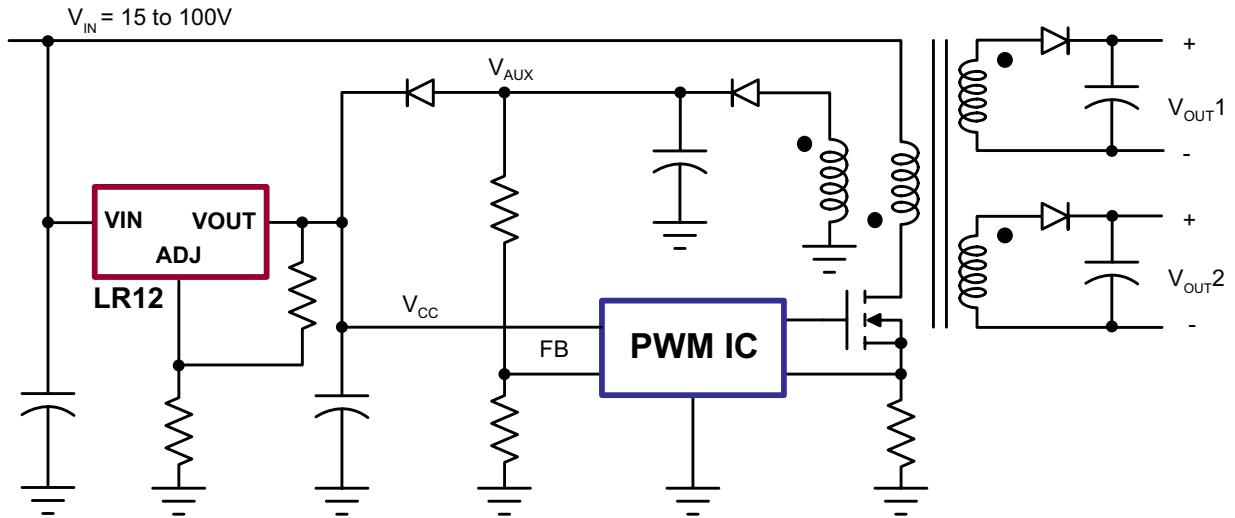 V_IN = 15 to 100V
V_AUX
+
V_OUT1
-
VIN
VOUT
ADJ
LR12
V_CC
FB
PWM IC
+
V_OUT2
-